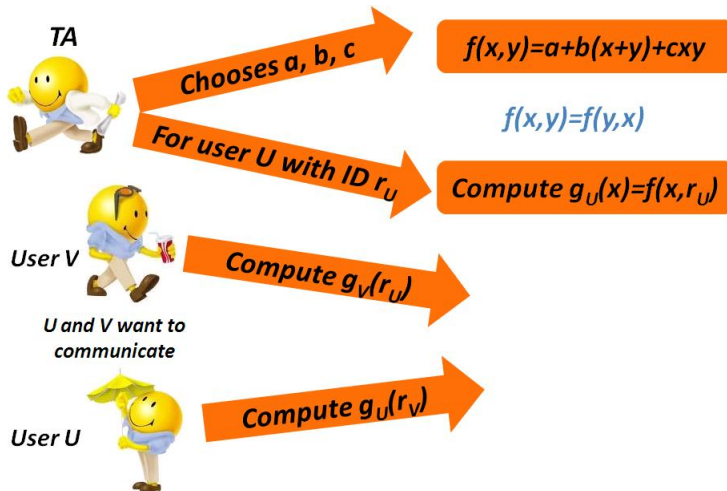 TA
Chooses a, b, c
f(x,y)=a+b(x+y)+cxy
f(x,y)=f(y,x)
For user U with ID r_U
Compute g_U(x)=f(x,r_U)
User V
Compute g_V(r_U)
U and V want to
communicate
User U
Compute g_U(r_V)